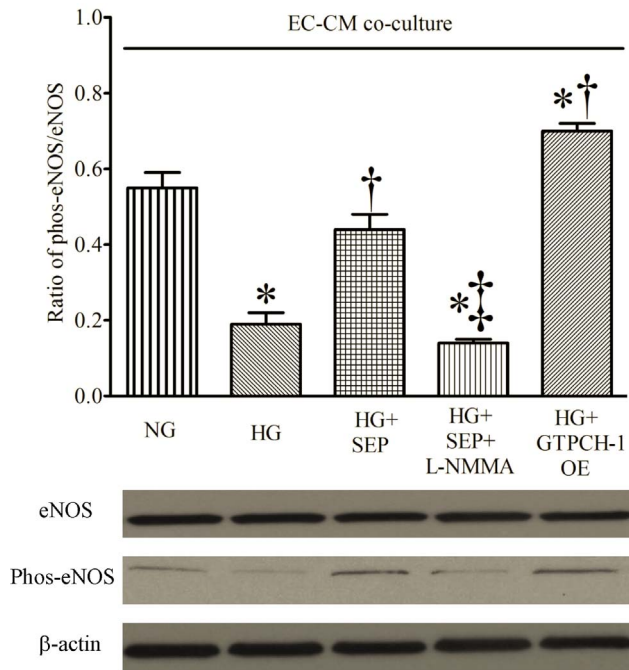 EC-CM co-culture
Ratio of phos-eNOS/eNOS
1.0
0.8
0.6
0.4
0.2
0.0
*
†
*‡
*†
NG
HG
HG+
SEP
HG+
SEP+
L-NMMA
HG+
GTPCH-1
OE
eNOS
Phos-eNOS
β-actin